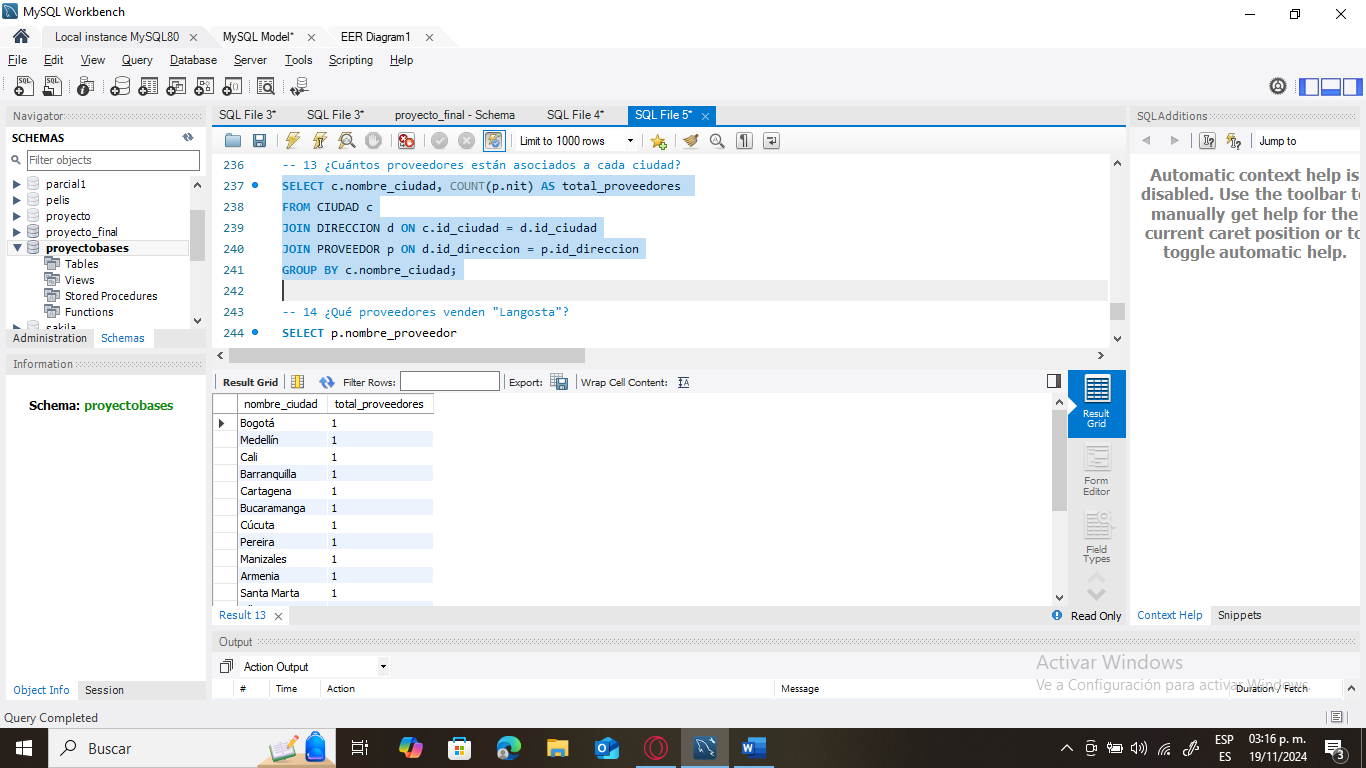 MySQL Workbench
Local instance MySQL80
MySQL Model*
EER Diagram1
File Edit View Query Database Server Tools Scripting Help
Navigator
SCHEMAS
Filter objects
parcial1
pelis
proyecto
proyecto_final
proyectobases
Tables
Views
Stored Procedures
Functions
sakila
Administration Schemas
Information
Schema: proyectobases
Object Info Session
SQL File 3* SQL File 3* proyecto_final - Schema SQL File 4* SQL File 5*
Limit to 1000 rows
236 -- 13 ¿Cuántos proveedores están asociados a cada ciudad?
237 SELECT c.nombre_ciudad, COUNT(p.nit) AS total_proveedores
238 FROM CIUDAD c
239 JOIN DIRECCION d ON c.id_ciudad = d.id_ciudad
240 JOIN PROVEEDOR p ON d.id_direccion = p.id_direccion
241 GROUP BY c.nombre_ciudad;
242
243 -- 14 ¿Qué proveedores venden "Langosta"?
244 SELECT p.nombre_proveedor
Result Grid Filter Rows: Export: Wrap Cell Content:
nombre_ciudad total_proveedores
Bogotá 1
Medellín 1
Cali 1
Barranquilla 1
Cartagena 1
Bucaramanga 1
Cúcuta 1
Pereira 1
Manizales 1
Armenia 1
Santa Marta 1
Result Grid
Form Editor
Field Types
Result 13
Read Only
Output
Action Output
# Time Action Message Duration / Fetch
SQLAdditions
Jump to
Automatic context help is
disabled. Use the toolbar to
manually get help for the
current caret position or to
toggle automatic help.
Context Help Snippets
Activar Windows
Ve a Configuración para activar Windows.
Query Completed
Buscar
ESP
ES
03:16 p. m.
19/11/2024
3